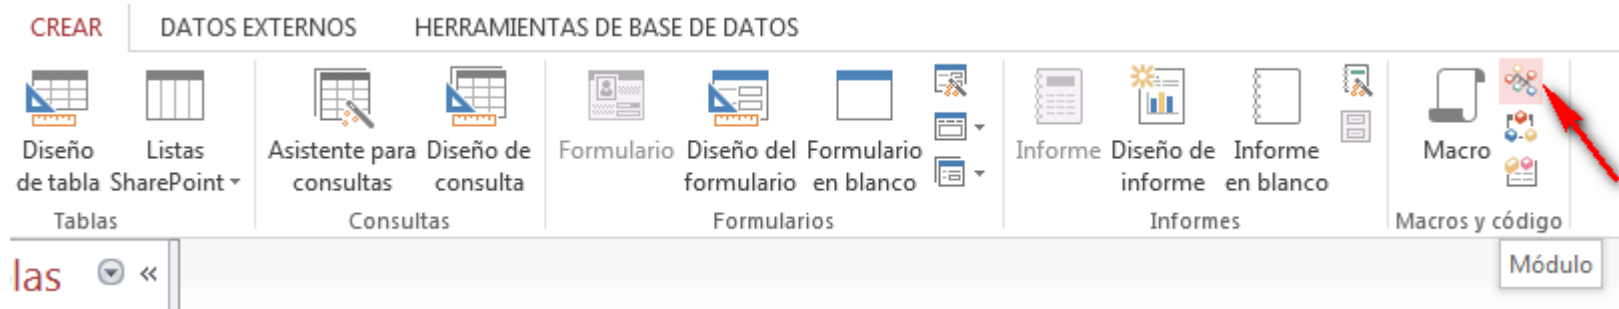 CREAR DATOS EXTERNOS HERRAMIENTAS DE BASE DE DATOS
Diseño de tabla
Listas SharePoint
Asistente para consultas
Diseño de consulta
Formulario
Diseño del formulario
Formulario en blanco
Informe
Diseño de informe
Informe en blanco
Macro
Tablas
Consultas
Formularios
Informes
Macros y código
las «
Módulo